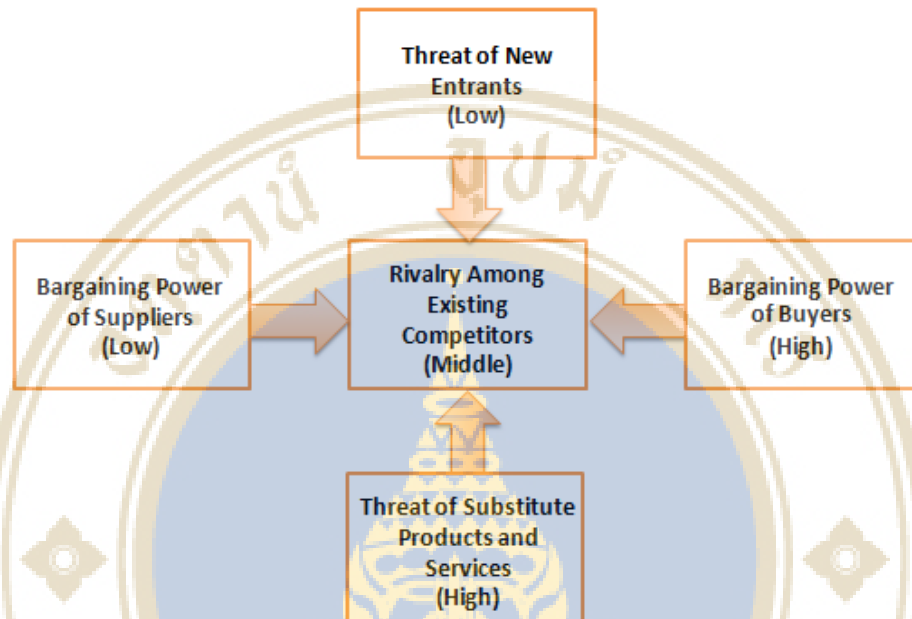 Threat of New
Entrants
(Low)
Bargaining Power
of Suppliers
(Low)
Rivalry Among
Existing
Competitors
(Middle)
Bargaining Power
of Buyers
(High)
Threat of Substitute
Products and
Services
(High)